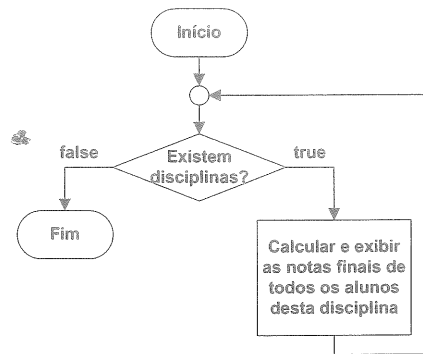 Início
false
Existem
disciplinas?
true
Fim
Calcular e exibir
as notas finais de
todos os alunos
desta disciplina